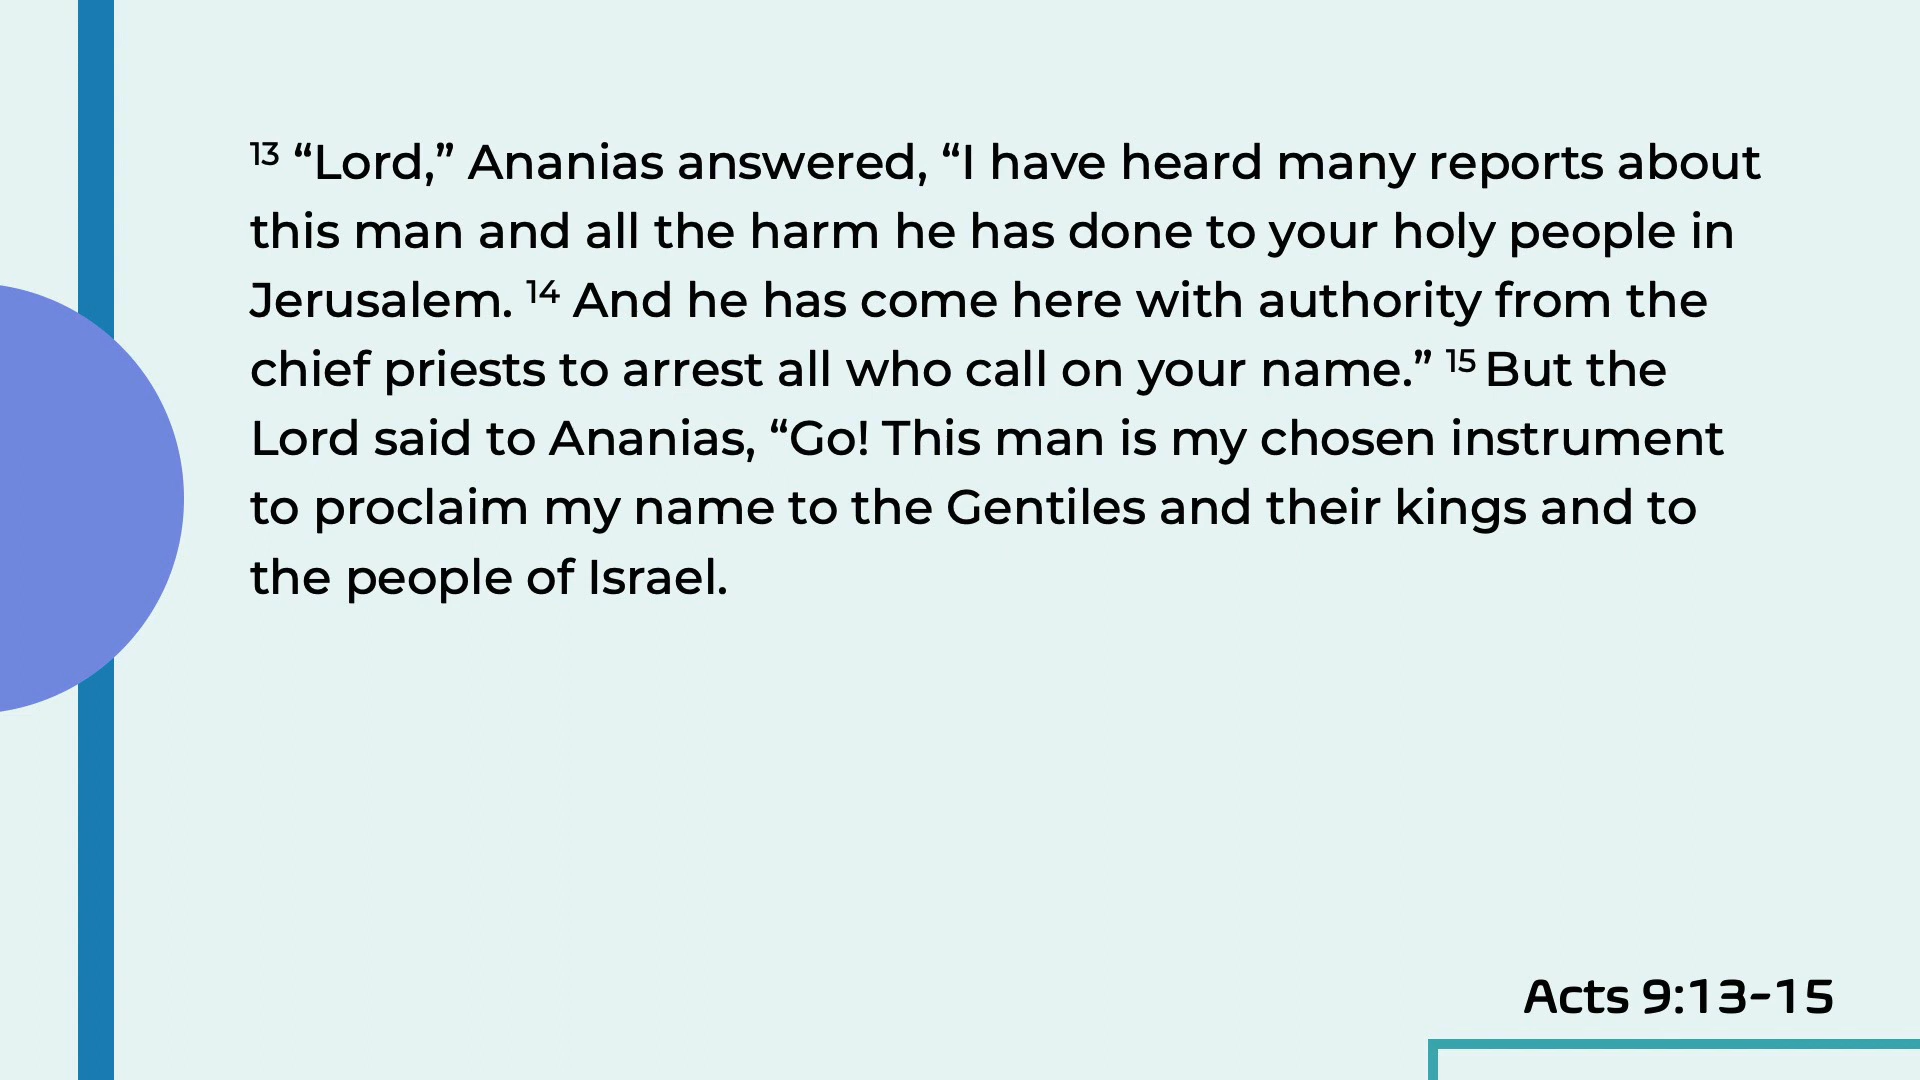 13 “Lord,” Ananias answered, “I have heard many reports about
this man and all the harm he has done to your holy people in
Jerusalem. 14 And he has come here with authority from the
chief priests to arrest all who call on your name.” 15 But the
Lord said to Ananias, “Go! This man is my chosen instrument
to proclaim my name to the Gentiles and their kings and to
the people of Israel.
Acts 9:13-15